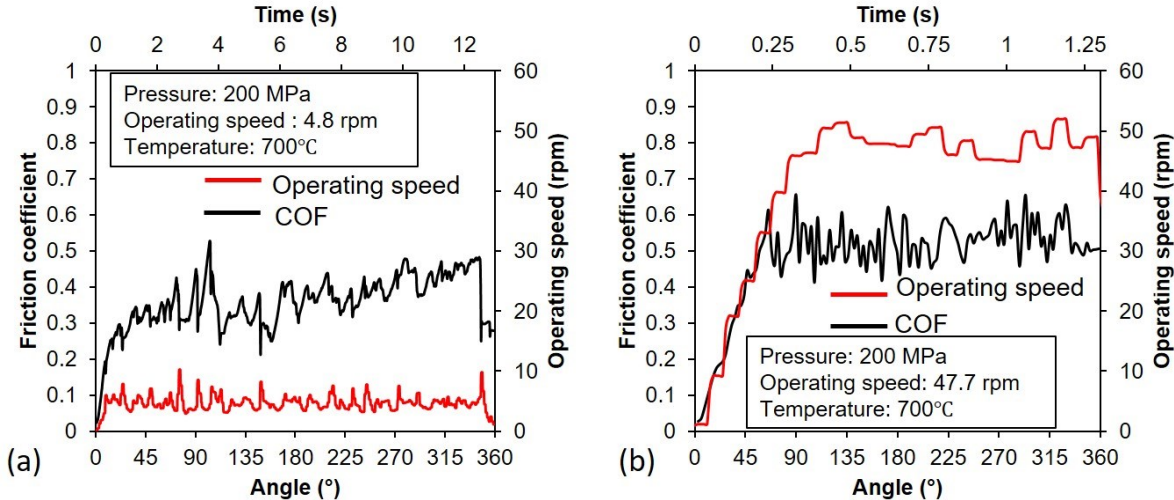 Time (s)
0 2 4 6 8 10 12
1 60
0.9
0.8 50
0.7
0.6 40
0.5 30
0.4
0.3 20
0.2 10
0.1
0 0
Friction coefficient
Operating speed (rpm)
Pressure: 200 MPa
Operating speed : 4.8 rpm
Temperature: 700℃
Operating speed
COF
0 45 90 135 180 225 270 315 360
Angle (°)
(a)
Time (s)
0 0.25 0.5 0.75 1 1.25
1 60
0.9
0.8 50
0.7
0.6 40
0.5 30
0.4
0.3 20
0.2 10
0.1
0 0
Friction coefficient
Operating speed (rpm)
Operating speed
COF
Pressure: 200 MPa
Operating speed: 47.7 rpm
Temperature: 700℃
0 45 90 135 180 225 270 315 360
Angle (°)
(b)